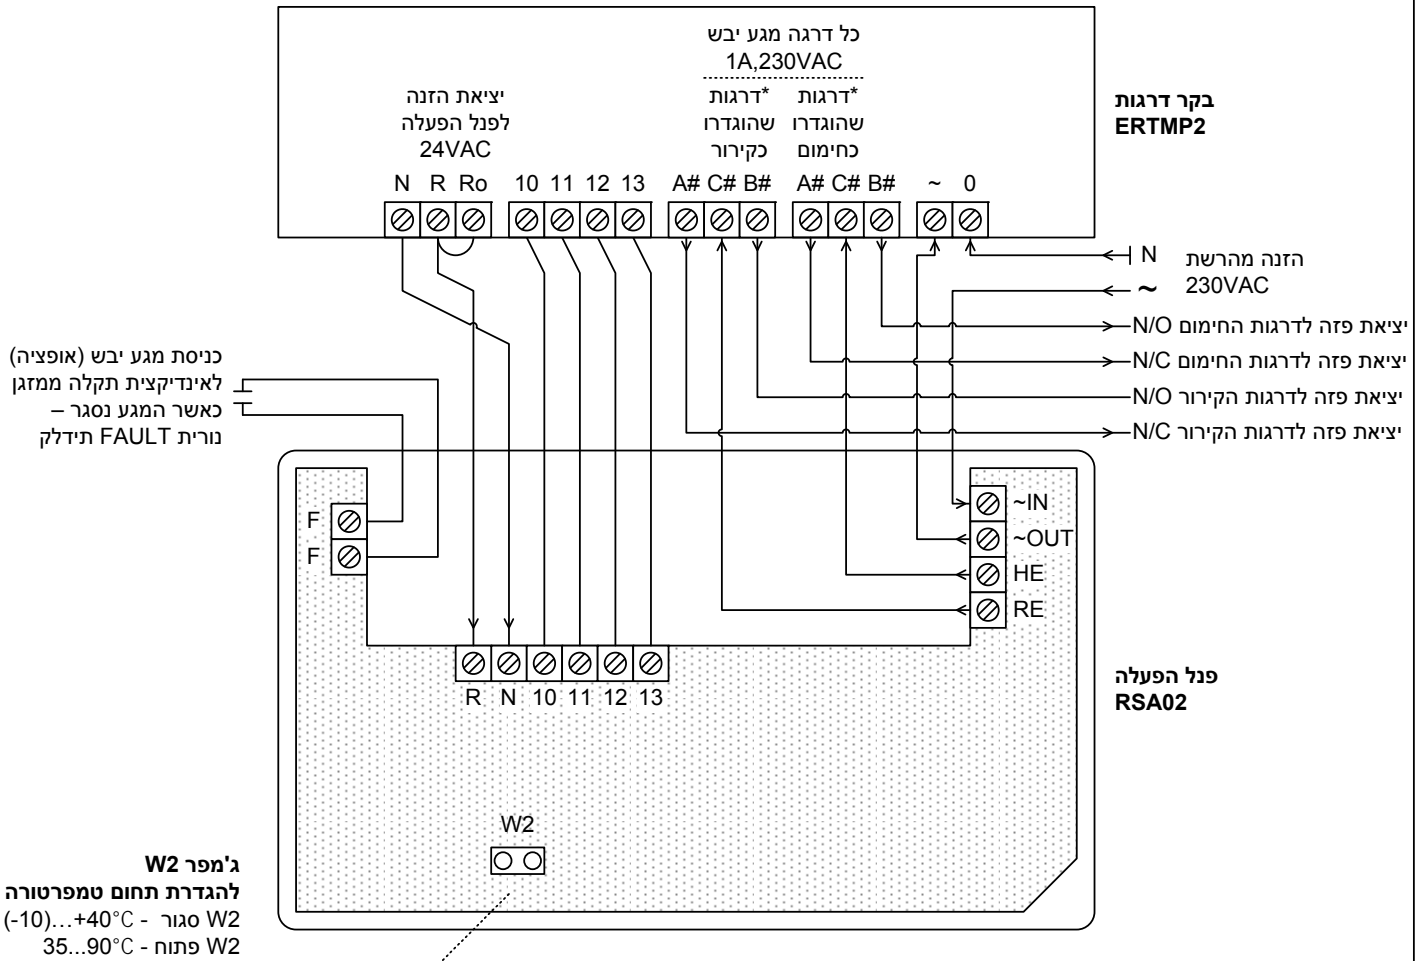 כל דרגה מגע יבש
1A,230VAC
יציאת הזנה
לפנל הפעלה
24VAC
*דרגות
שהוגדרו
כקירור
*דרגות
שהוגדרו
כחימום
בקר דרגות
ERTMP2
N R Ro 10 11 12 13 A# C# B# A# C# B# ~ 0
N
~
הזנה מהרשת
230VAC
יציאת פזה לדרגות החימום N/O
יציאת פזה לדרגות החימום N/C
יציאת פזה לדרגות הקירור N/O
יציאת פזה לדרגות הקירור N/C
כניסת מגע יבש (אופציה)
לאינדיקצית תקלה ממזגן
כאשר המגע נסגר –
נורית FAULT תידלק
F
F
~IN
~OUT
HE
RE
R N 10 11 12 13
פנל הפעלה
RSA02
W2
ג'מפר W2
להגדרת תחום טמפרטורה
W2 סגור - (-10)...+40°C
W2 פתוח - 35...90°C